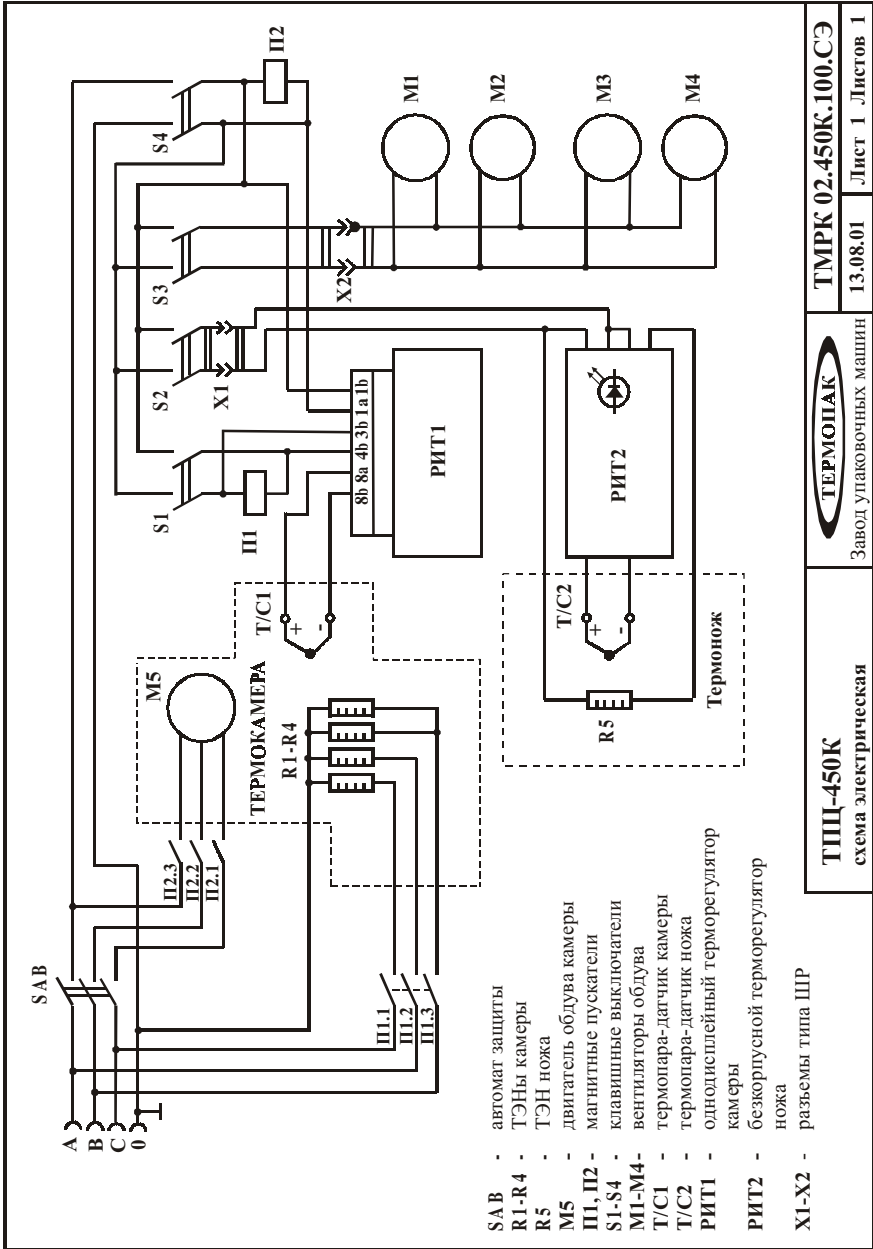 SAB
A
B
C
0
П2.3
П2.2
П2.1
П1.1
П1.2
П1.3
M5
ТЕРМОКАМЕРА
R1-R4
T/C1
+
-
S1
S2
S3
S4
П1
П2
X1
X2
8b 8a 4b 3b 1a 1b
РИТ1
M1
M2
M3
M4
T/C2
+
-
R5
Термонож
РИТ2
SAB - автомат защиты
R1-R4 - ТЭНы камеры
R5 - ТЭН ножа
M5 - двигатель обдува камеры
П1, П2 - магнитные пускатели
S1-S4 - клавишные выключатели
M1-M4- вентиляторы обдува
T/C1 - термопара-датчик камеры
T/C2 - термопара-датчик ножа
РИТ1 - однодисплейный терморегулятор
камеры
РИТ2 - безкорпусной терморегулятор
ножа
X1-X2 - разьемы типа ШР
ТПЦ-450К
схема электрическая
ТЕРМОПАК
Завод упаковочных машин
ТМРК 02.450К.100.СЭ
13.08.01
Лист 1 Листов 1